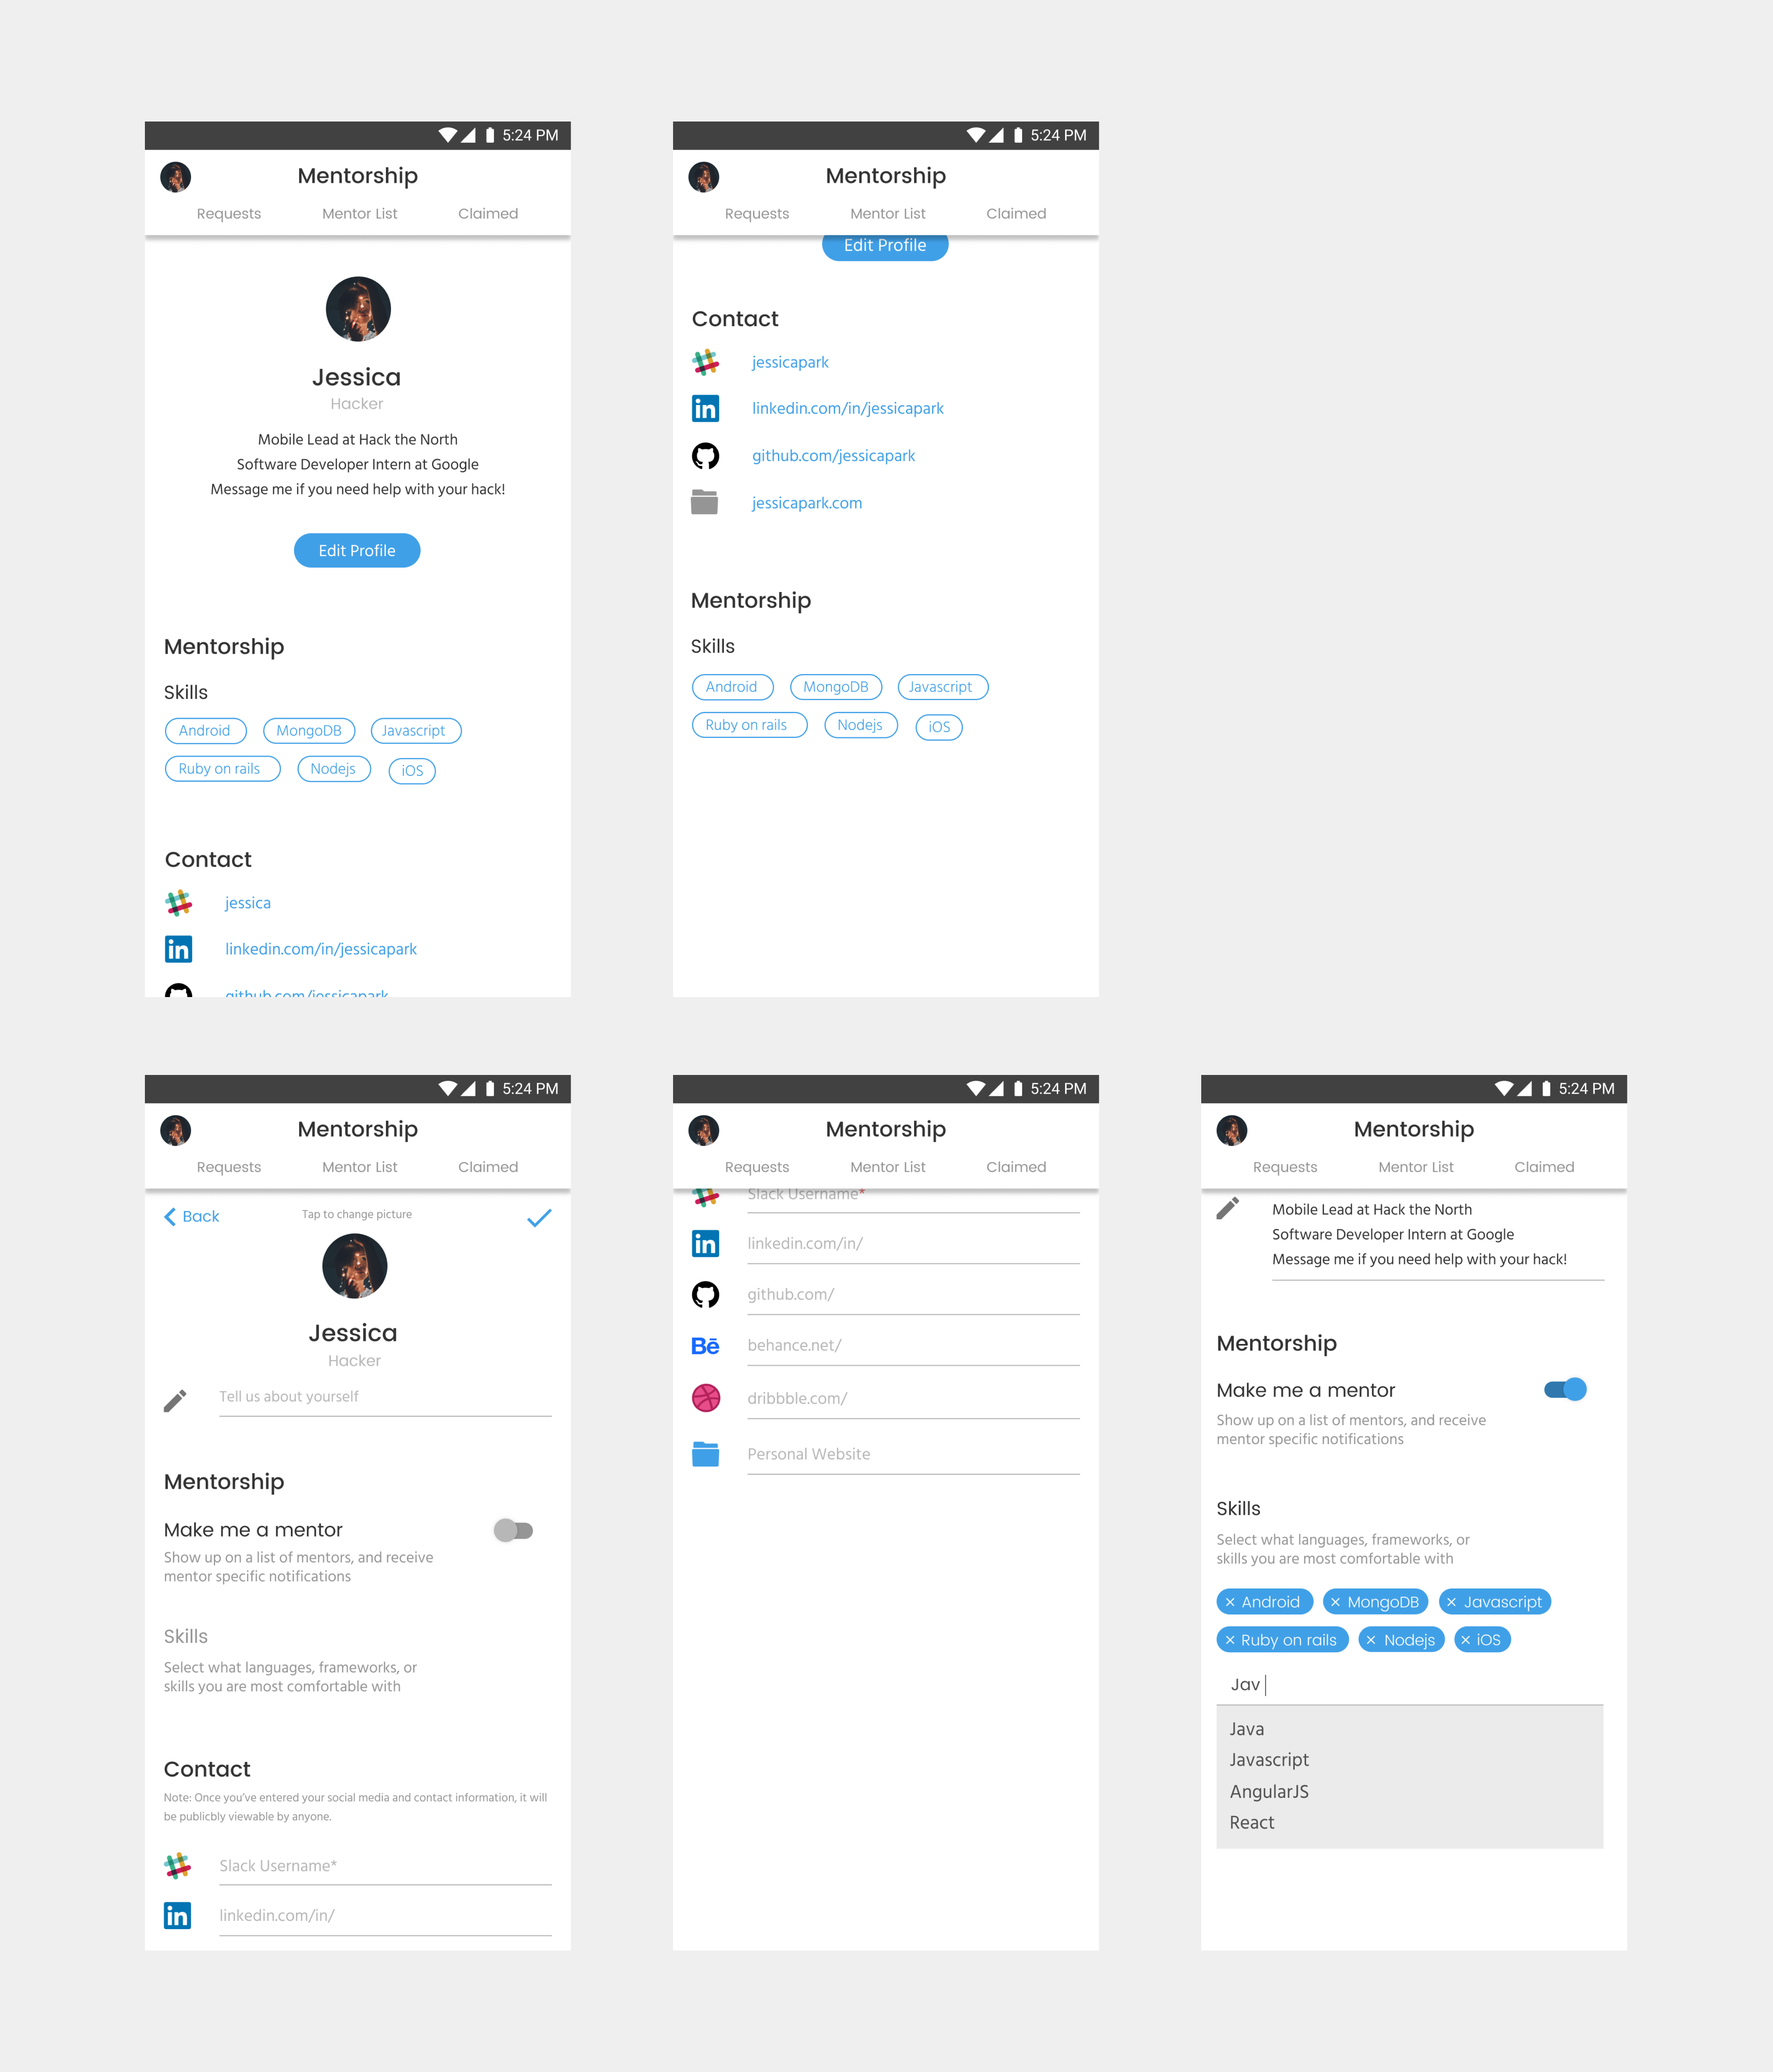 5:24 PM
Mentorship
Requests Mentor List Claimed
Jessica
Hacker
Mobile Lead at Hack the North
Software Developer Intern at Google
Message me if you need help with your hack!
Edit Profile
Mentorship
Skills
Android MongoDB Javascript
Ruby on rails Nodejs iOS
Contact
jessica
in linkedin.com/in/jessicapark
github.com/jessicapark
5:24 PM
Mentorship
Requests Mentor List Claimed
Edit Profile
Contact
jessicapark
in linkedin.com/in/jessicapark
github.com/jessicapark
jessicapark.com
Mentorship
Skills
Android MongoDB Javascript
Ruby on rails Nodejs iOS
5:24 PM
Mentorship
Requests Mentor List Claimed
Back Tap to change picture
Jessica
Hacker
Tell us about yourself
Mentorship
Make me a mentor
Show up on a list of mentors, and receive
mentor specific notifications
Skills
Select what languages, frameworks, or
skills you are most comfortable with
Contact
Note: Once you've entered your social media and contact information, it will
be publicbly viewable by anyone.
Slack Username*
in linkedin.com/in/
5:24 PM
Mentorship
Requests Mentor List Claimed
Slack Username*
in linkedin.com/in/
github.com/
Bē behance.net/
dribbble.com/
Personal Website
5:24 PM
Mentorship
Requests Mentor List Claimed
Mobile Lead at Hack the North
Software Developer Intern at Google
Message me if you need help with your hack!
Mentorship
Make me a mentor
Show up on a list of mentors, and receive
mentor specific notifications
Skills
Select what languages, frameworks, or
skills you are most comfortable with
× Android × MongoDB × Javascript
× Ruby on rails × Nodejs × iOS
Jav
Java
Javascript
AngularJS
React